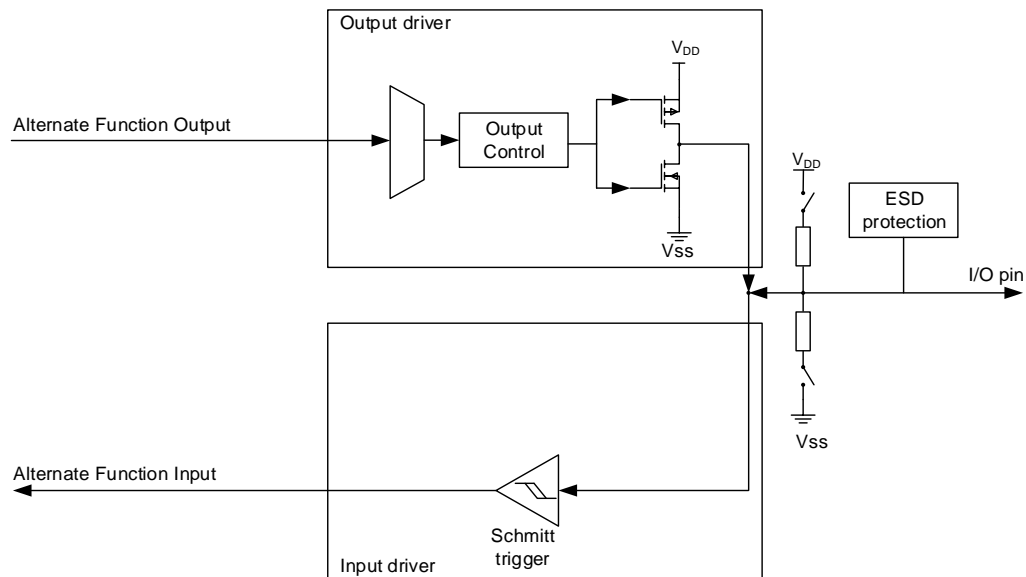 Output driver
VDD
Alternate Function Output
Output
Control
Vss
VDD
ESD
protection
I/O pin
Vss
Alternate Function Input
Schmitt
trigger
Input driver